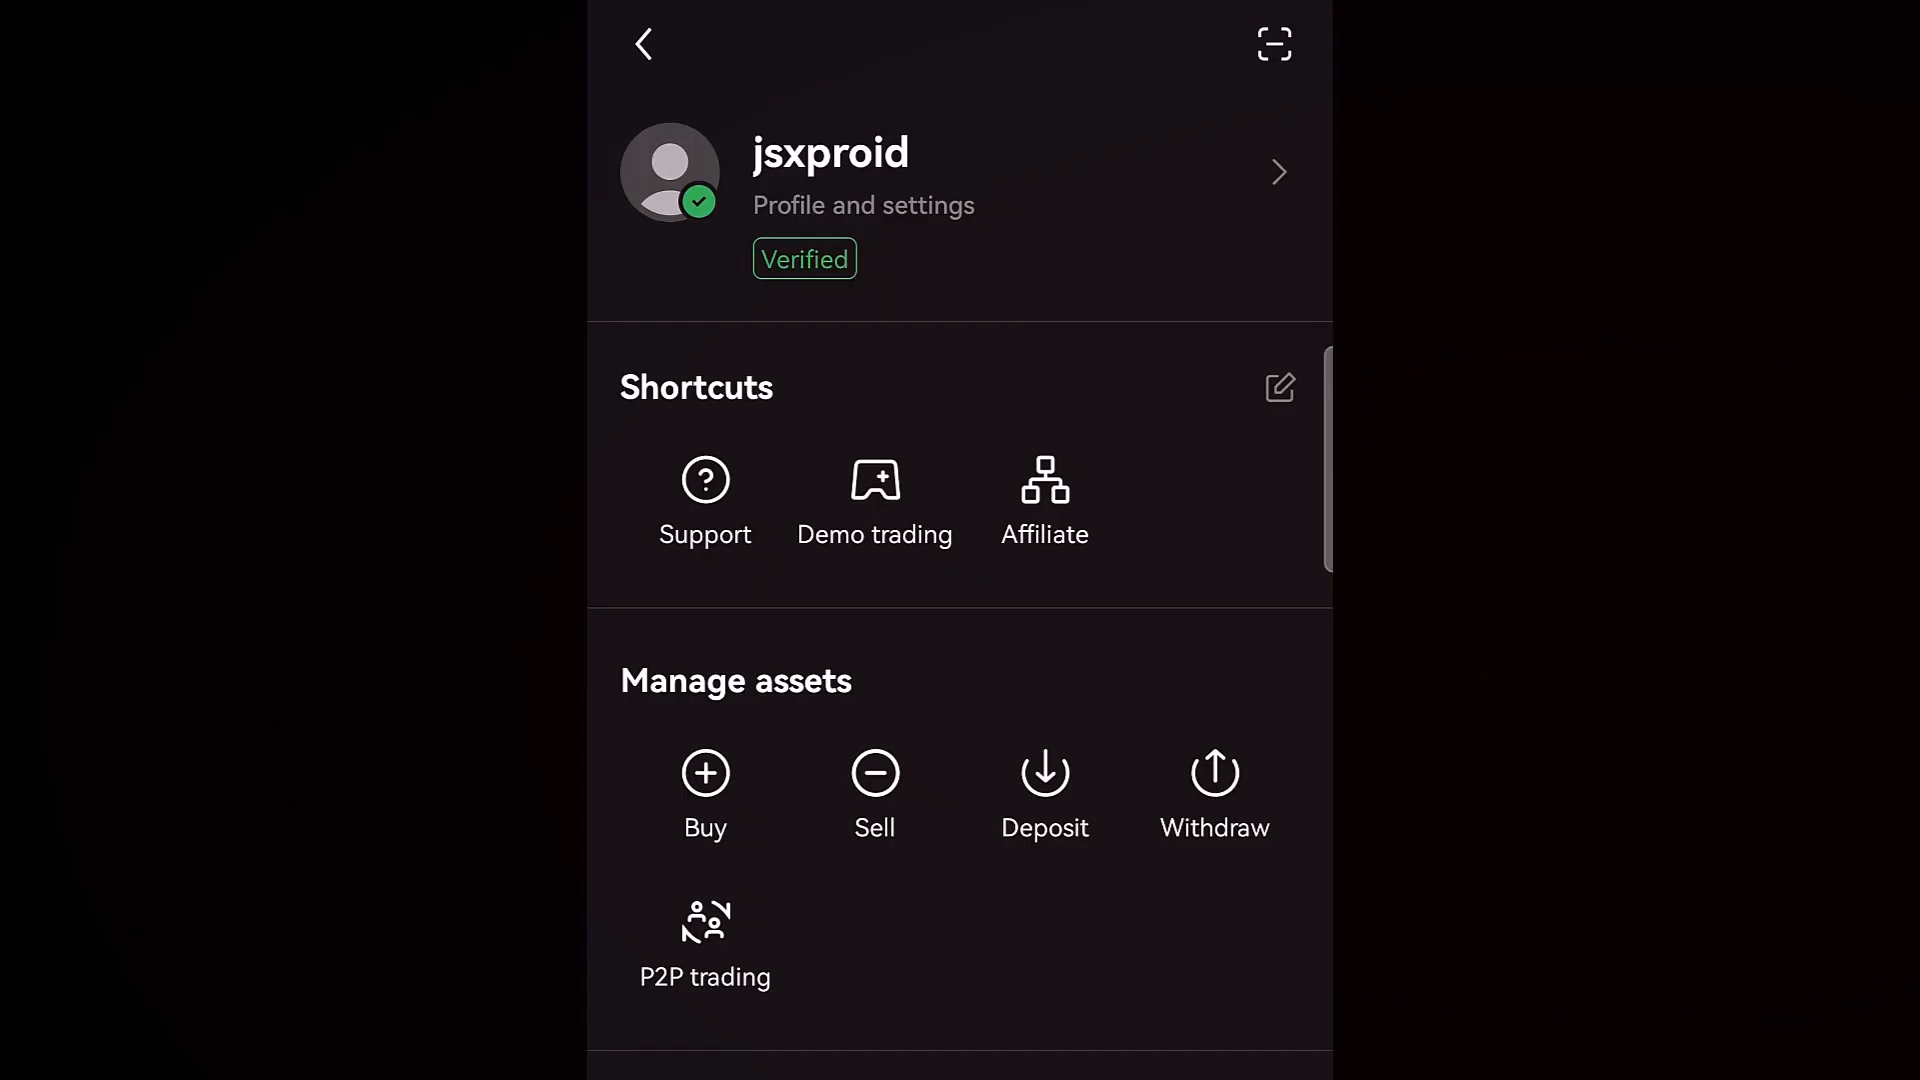 jsxproid
Profile and settings
Verified
Shortcuts
Support
Demo trading
Affiliate
Manage assets
Buy
Sell
Deposit
Withdraw
P2P trading